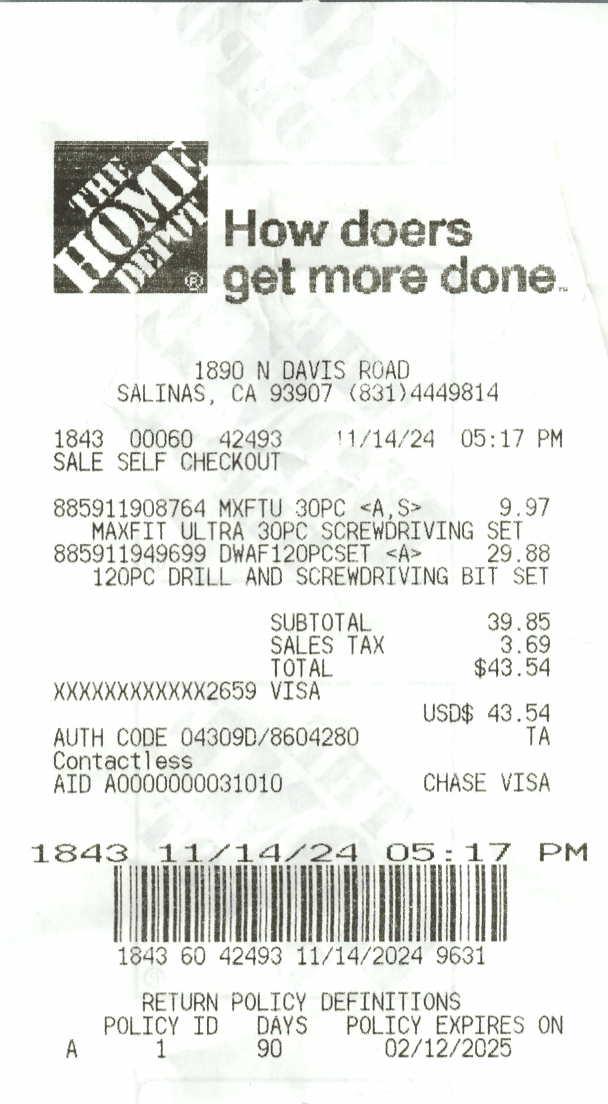 THE
HOME
DEPOT
®
How doers
get more done™
1890 N DAVIS ROAD
SALINAS, CA 93907 (831)4449814
1843 00060 42493 11/14/24 05:17 PM
SALE SELF CHECKOUT
885911908764 MXFTU 30PC <A,S> 9.97
MAXFIT ULTRA 30PC SCREWDRIVING SET
885911949699 DWAF120PCSET <A> 29.88
120PC DRILL AND SCREWDRIVING BIT SET
SUBTOTAL 39.85
SALES TAX 3.69
TOTAL $43.54
XXXXXXXXXXXX2659 VISA
USD$ 43.54
AUTH CODE 04309D/8604280 TA
Contactless
AID A0000000031010 CHASE VISA
1843 11/14/24 05:17 PM
1843 60 42493 11/14/2024 9631
RETURN POLICY DEFINITIONS
POLICY ID DAYS POLICY EXPIRES ON
A 1 90 02/12/2025